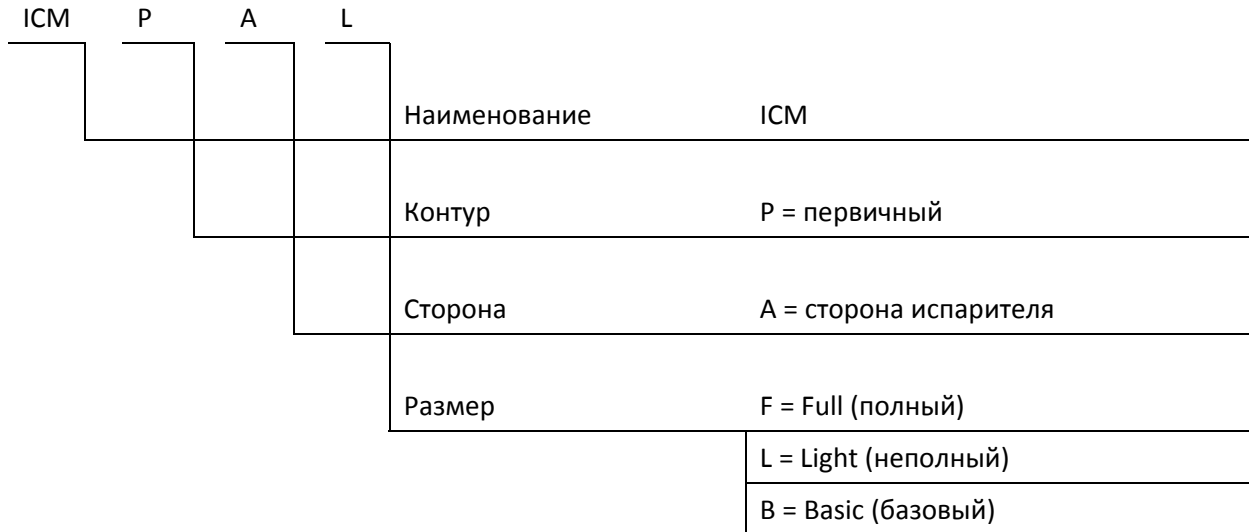 ICM P A L
Наименование ICM
Контур P = первичный
Сторона A = сторона испарителя
Размер F = Full (полный)
L = Light (неполный)
B = Basic (базовый)